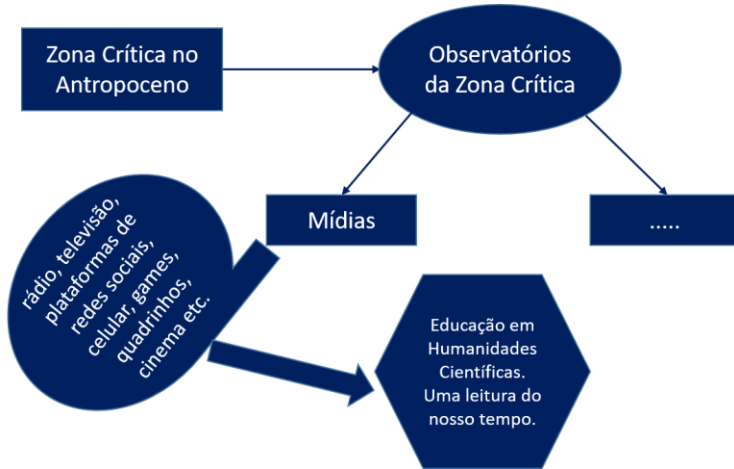 Zona Crítica no
Antropoceno
Observatórios
da Zona Crítica
Mídias
.....
rádio, televisão,
plataformas de
redes sociais,
celular, games,
quadrinhos,
cinema etc.
Educação em
Humanidades
Científicas.
Uma leitura do
nosso tempo.